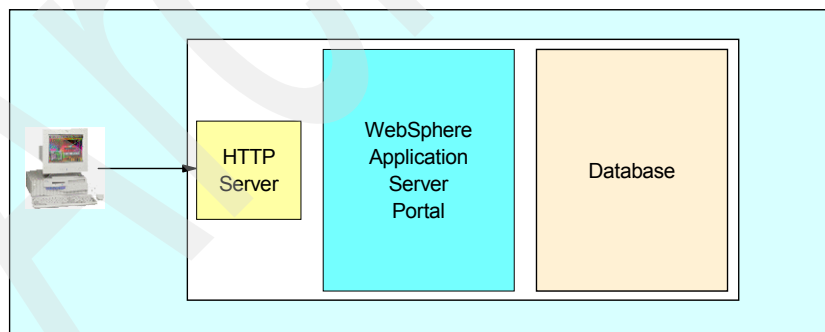 HTTP
Server
WebSphere
Application
Server
Portal
Database